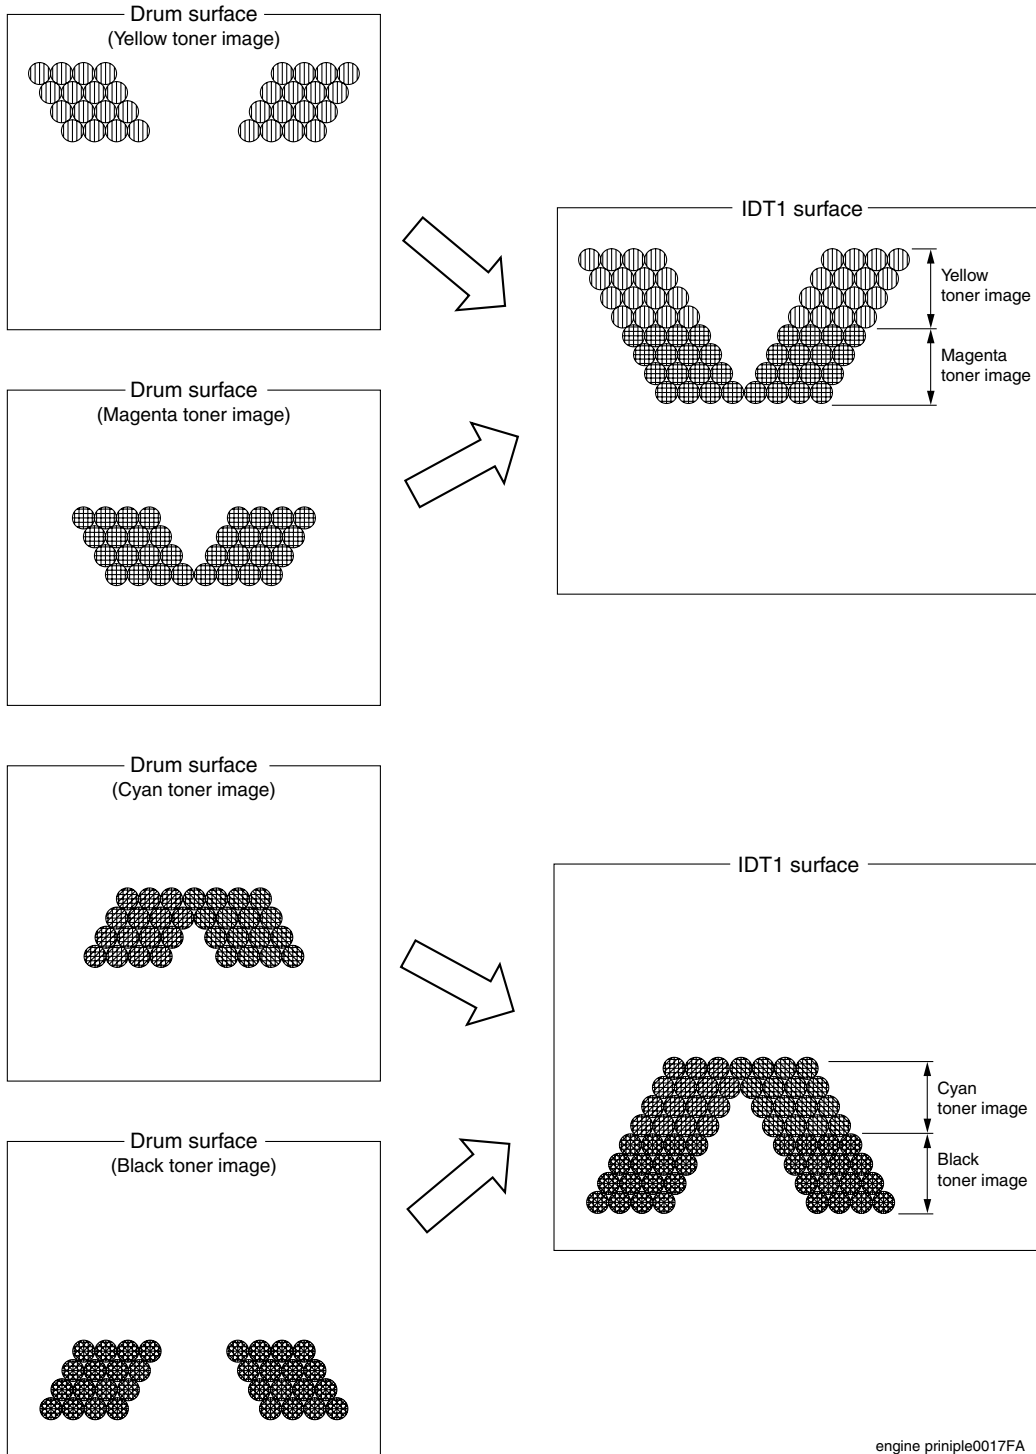 Drum surface
(Yellow toner image)
IDT1 surface
Yellow
toner image
Magenta
toner image
Drum surface
(Magenta toner image)
Drum surface
(Cyan toner image)
IDT1 surface
Cyan
toner image
Black
toner image
Drum surface
(Black toner image)
engine priniple0017FA